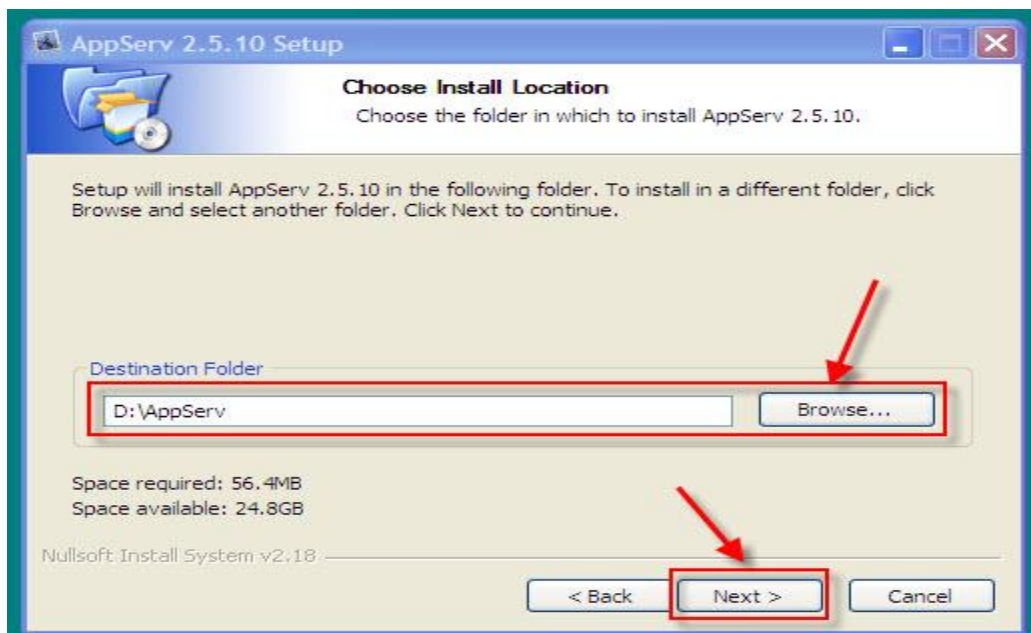 AppServ 2.5.10 Setup
Choose Install Location
Choose the folder in which to install AppServ 2.5.10.
Setup will install AppServ 2.5.10 in the following folder. To install in a different folder, click
Browse and select another folder. Click Next to continue.
Destination Folder
D:\AppServ
Browse...
Space required: 56.4MB
Space available: 24.8GB
Nullsoft Install System v2.18
< Back
Next >
Cancel